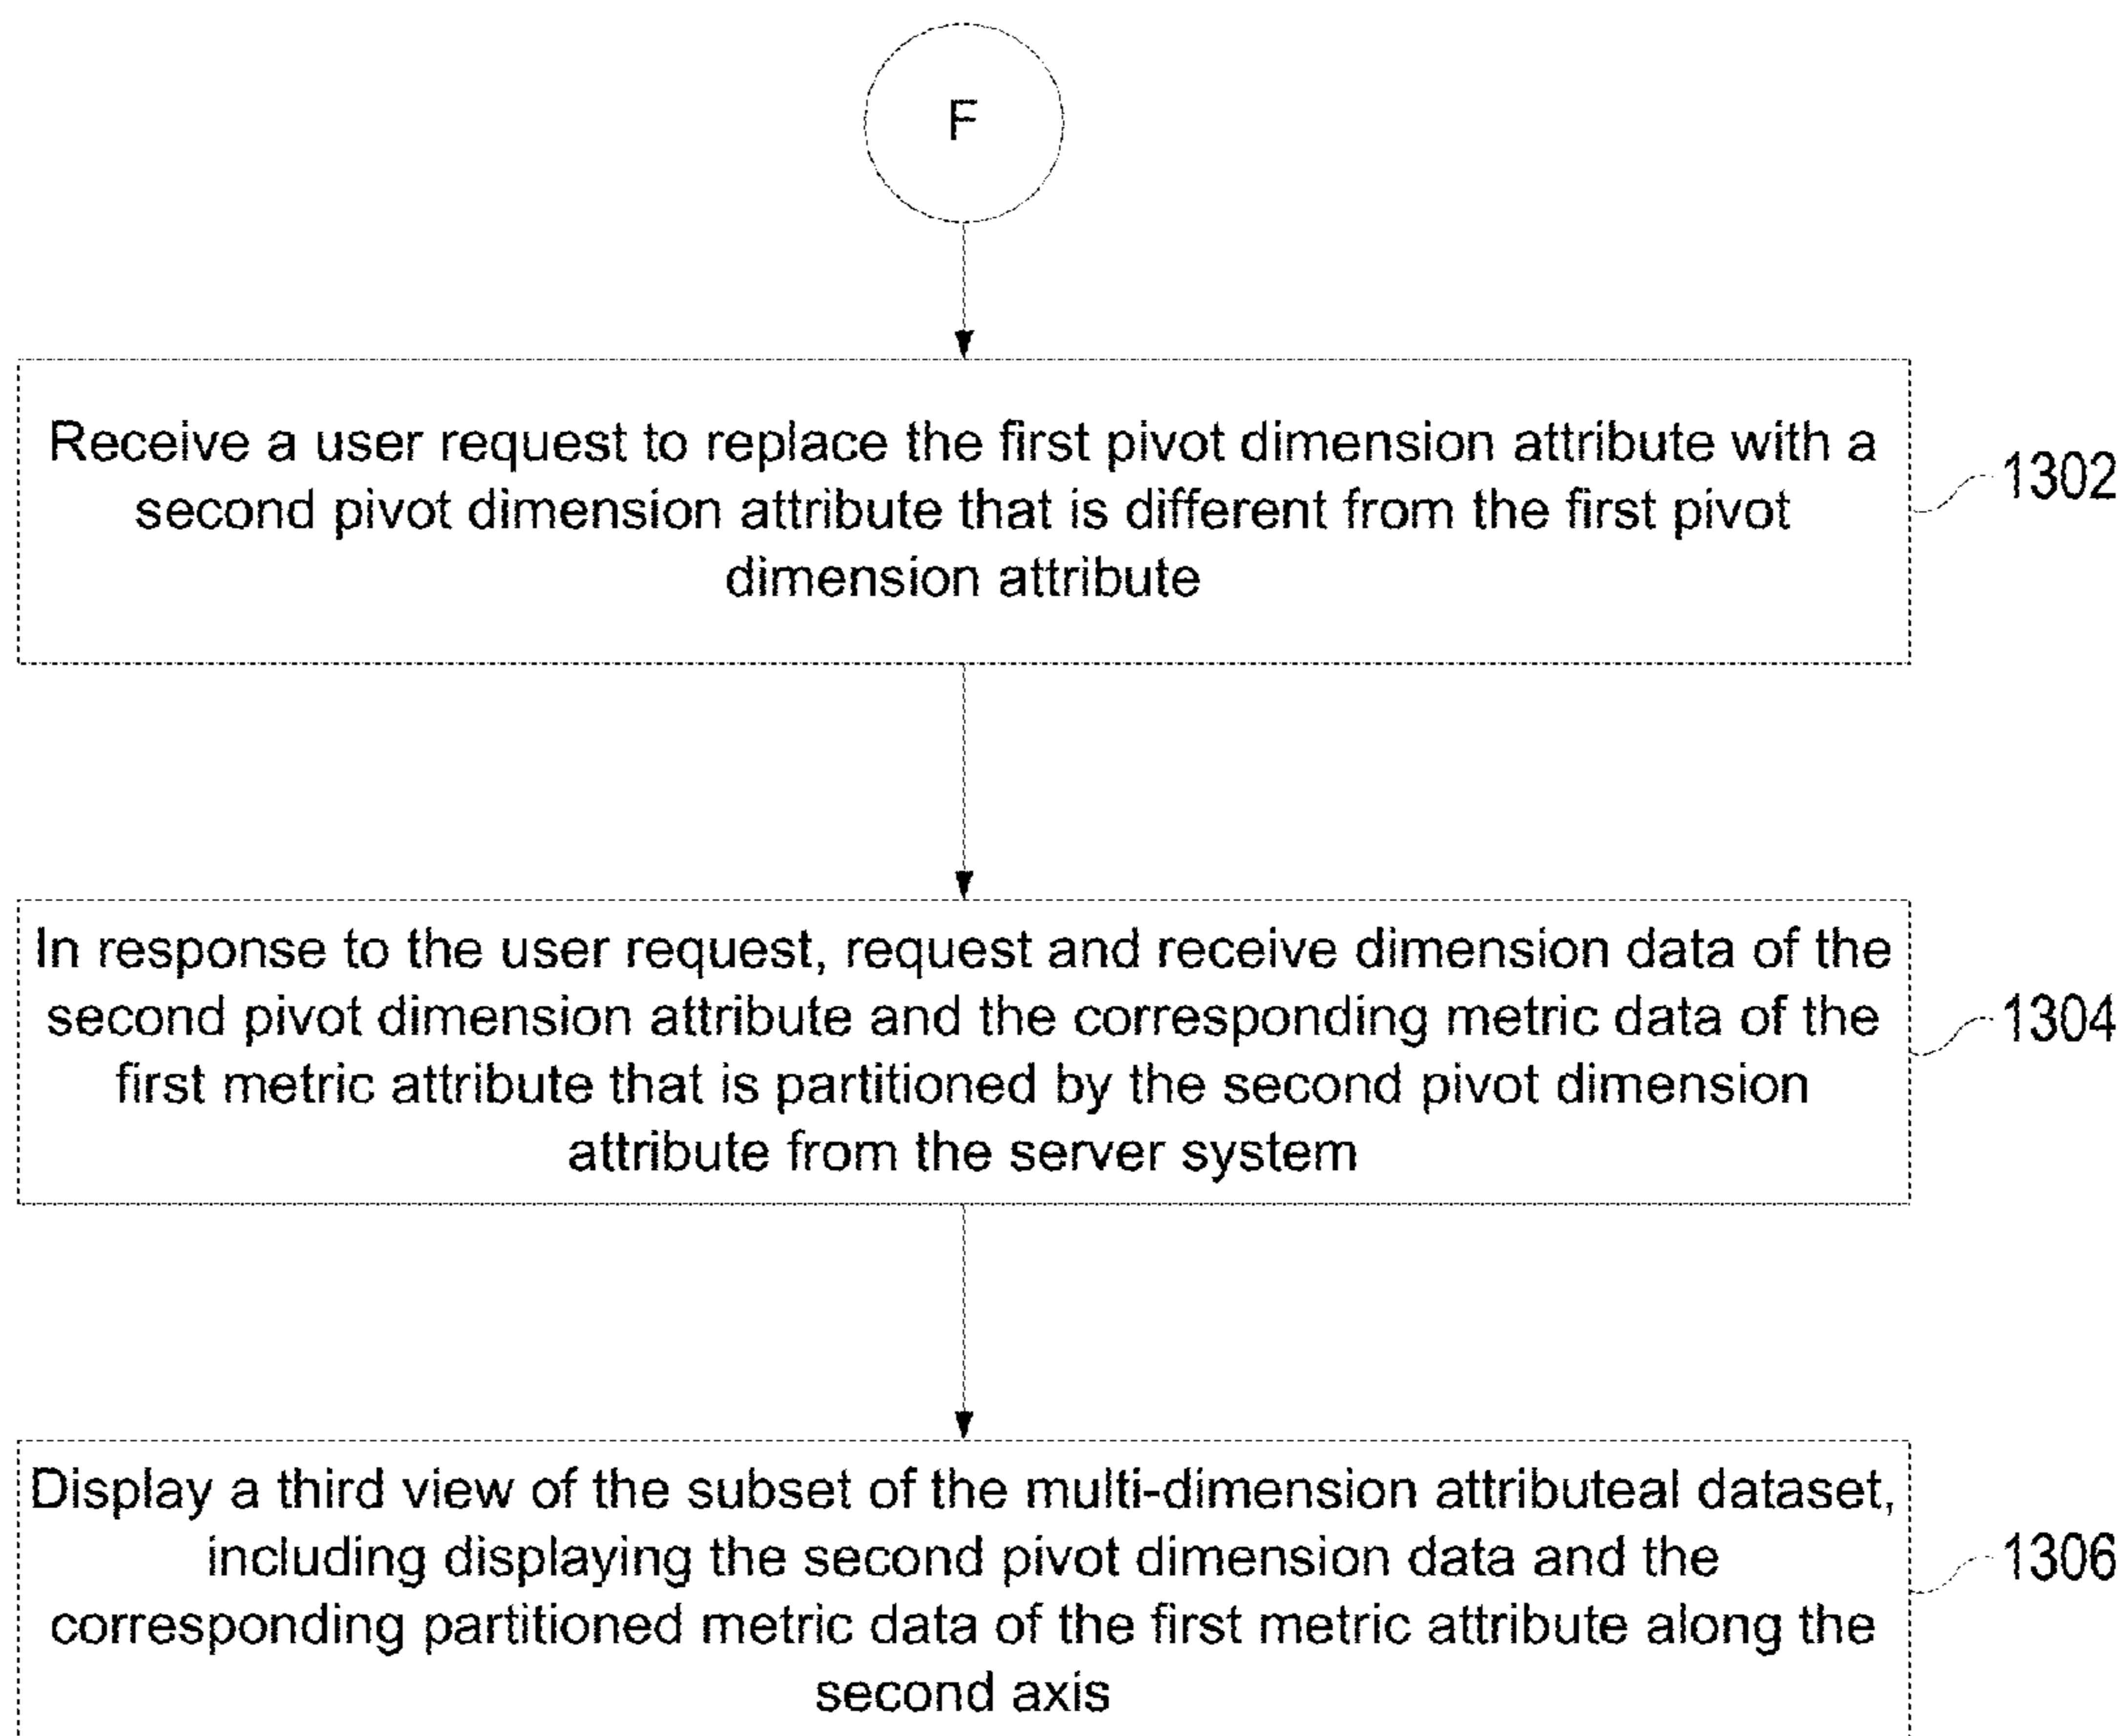 F
Receive a user request to replace the first pivot dimension attribute with a
second pivot dimension attribute that is different from the first pivot
dimension attribute
1302
In response to the user request, request and receive dimension data of the
second pivot dimension attribute and the corresponding metric data of the
first metric attribute that is partitioned by the second pivot dimension
attribute from the server system
1304
Display a third view of the subset of the multi-dimension attributeal dataset,
including displaying the second pivot dimension data and the
corresponding partitioned metric data of the first metric attribute along the
second axis
1306